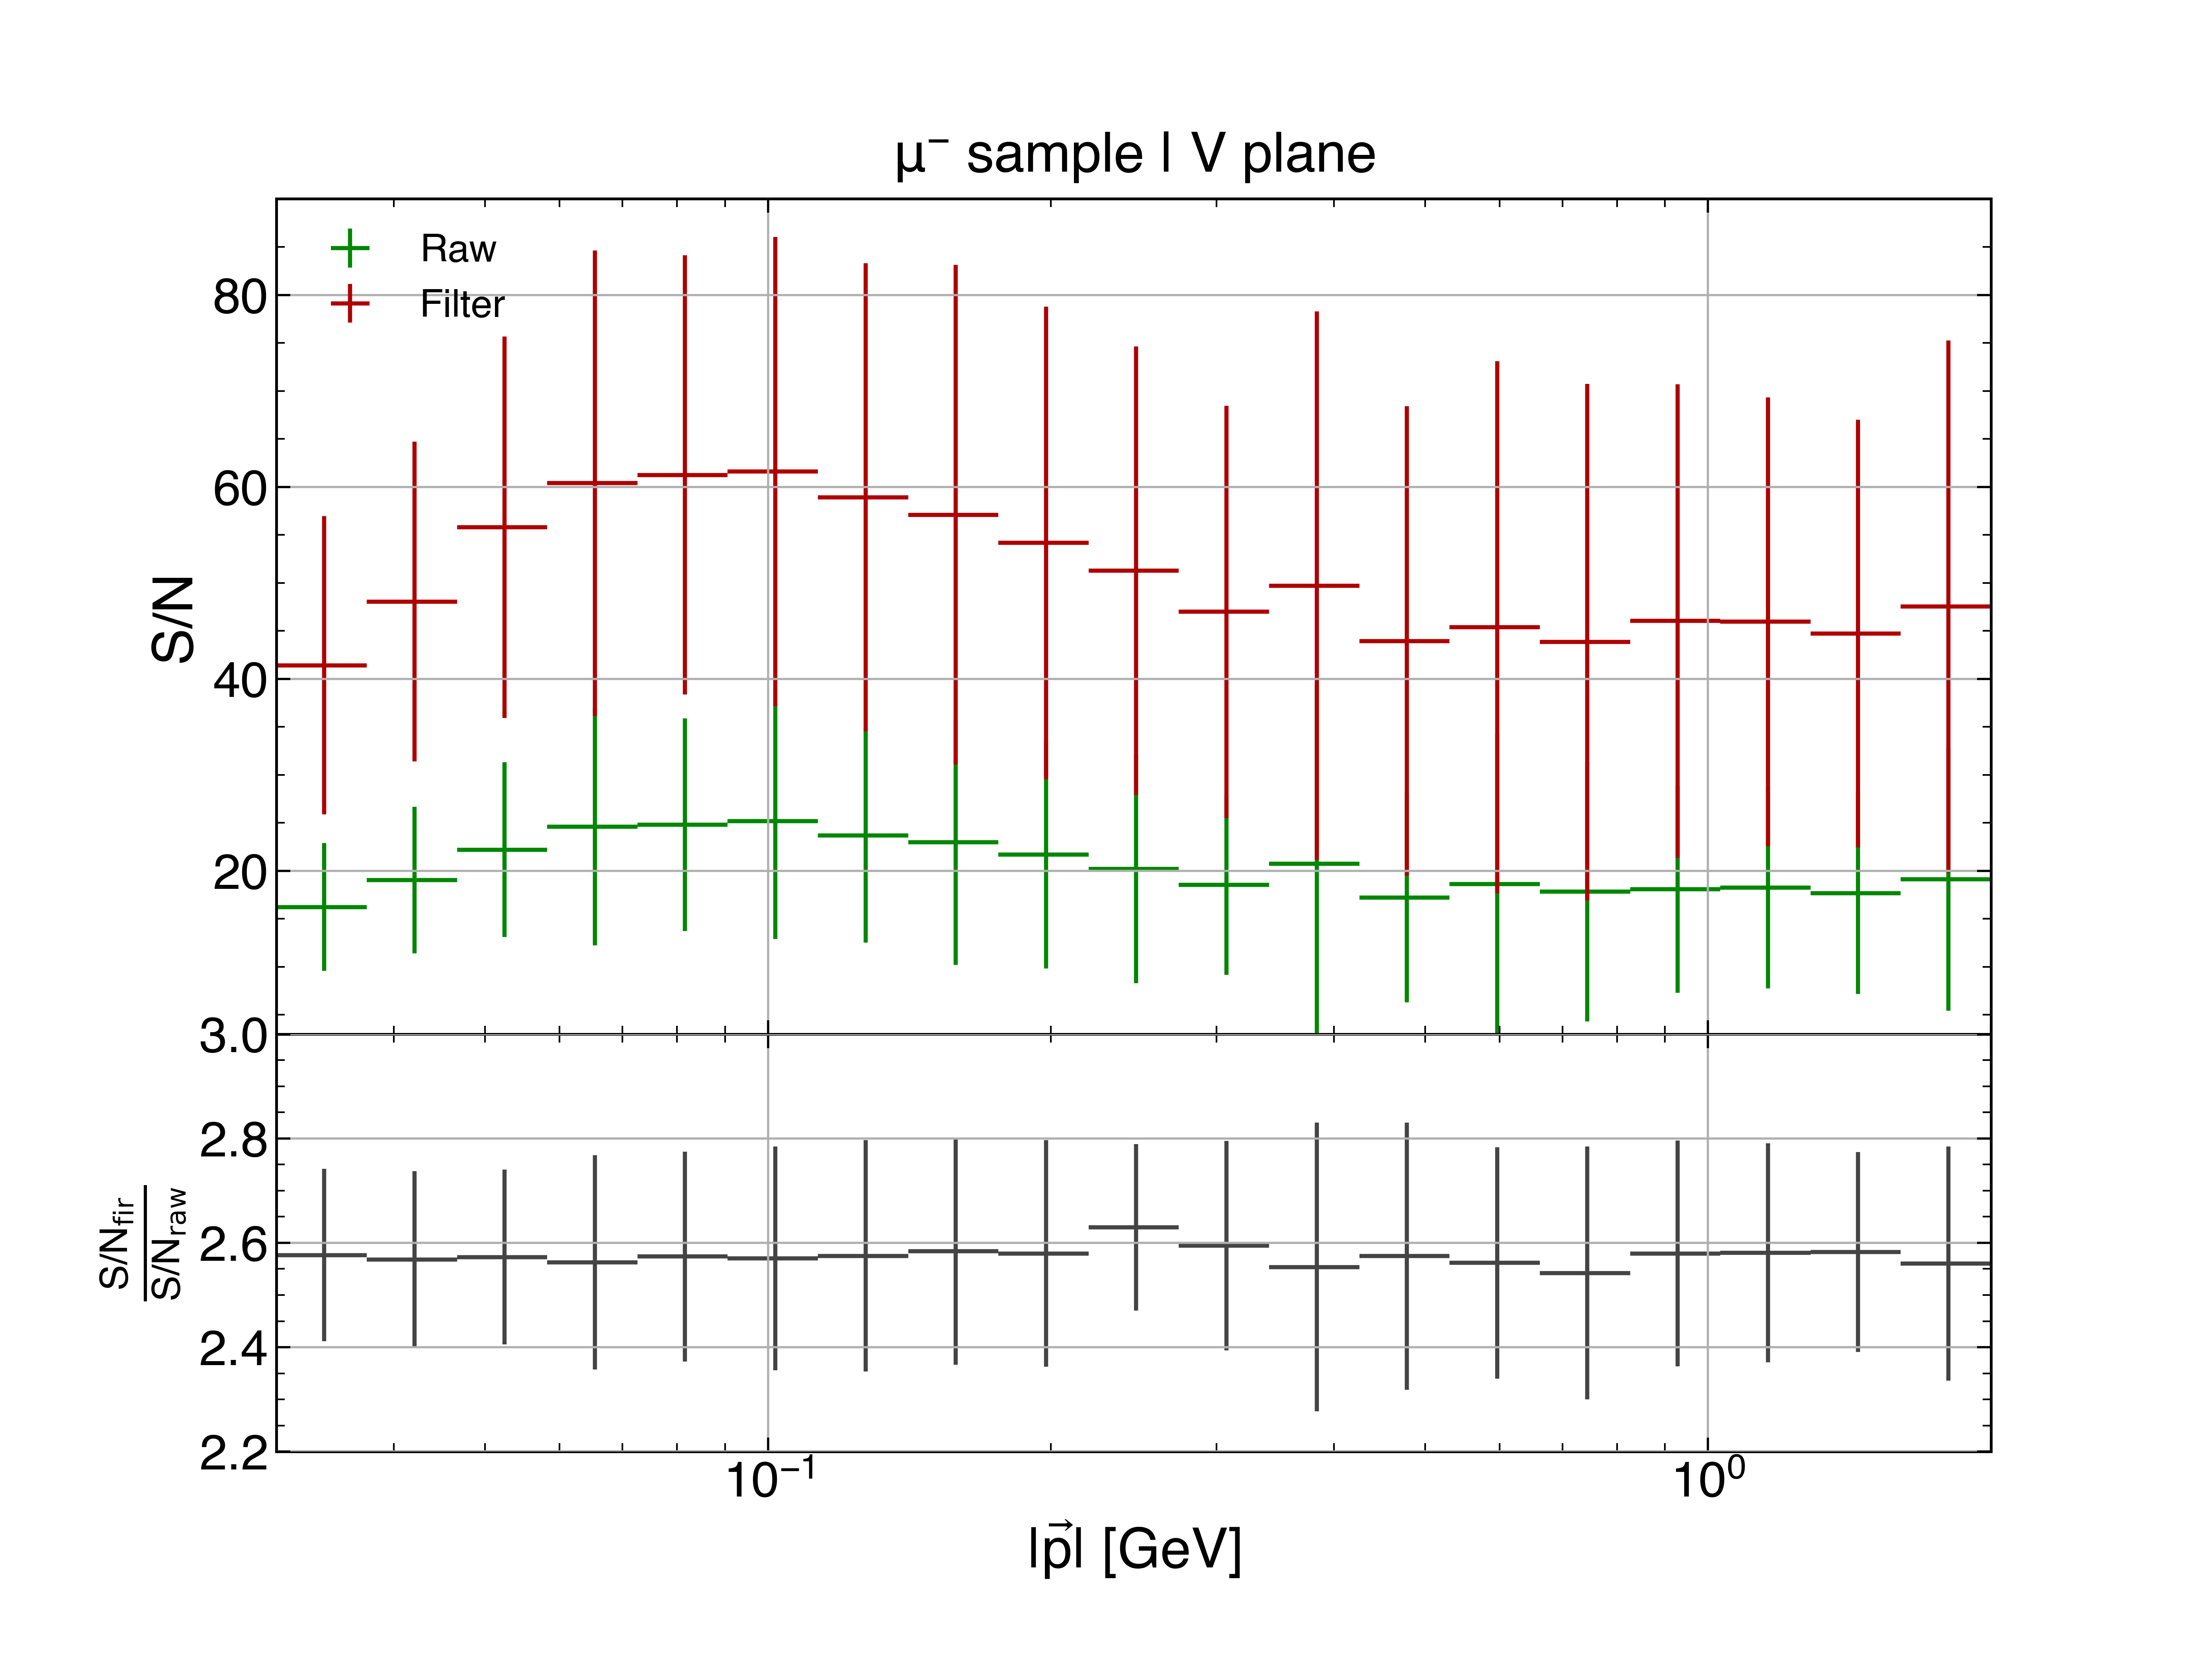 μ⁻ sample | V plane
Raw
Filter
S/N
80
60
40
20
3.0
2.8
2.6
2.4
2.2
S/N_fir
S/N_raw
10⁻¹
10⁰
|p⃗| [GeV]